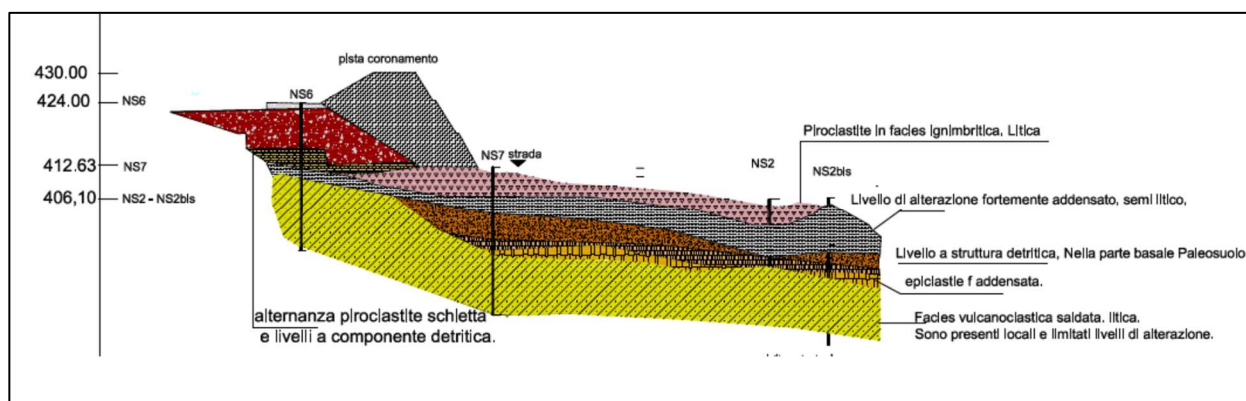 pista coronamento
430.00
424.00
NS6
NS6
412.63
NS7
NS7
strada
406,10
NS2 - NS2bis
NS2
NS2bis
Piroclastite in facies ignimbritica. Litica
Livello di alterazione fortemente addensato, semi litico,
Livello a struttura detritica, Nella parte basale Paleosuolo
epiclastie f addensata.
Facies vulcanoclastica saldata. litica.
Sono presenti locali e limitati livelli di alterazione.
alternanza piroclastite schietta
e livelli a componente detritica.